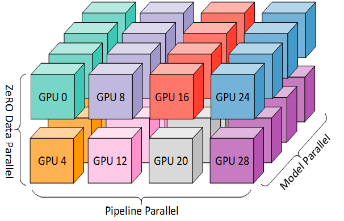 GPU 0
GPU 8
GPU 16
GPU 24
GPU 4
GPU 12
GPU 20
GPU 28
ZeRO Data Parallel
Model Parallel
Pipeline Parallel